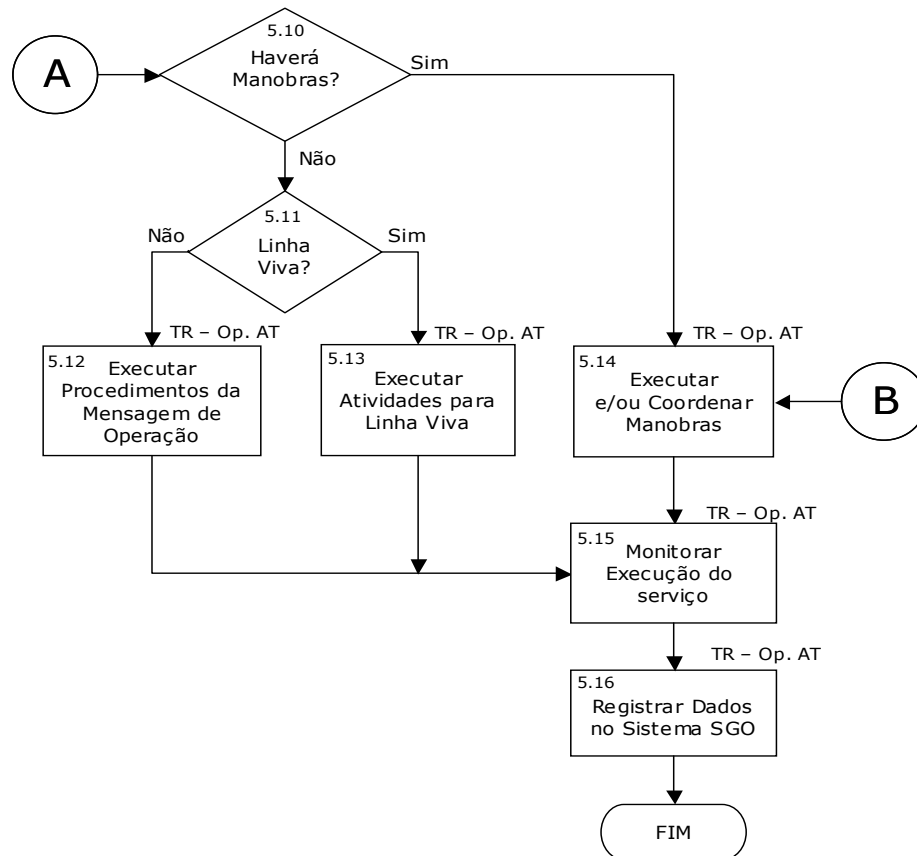 5.10
Haverá
Manobras?
A
Sim
Não
5.11
Linha
Viva?
Não
Sim
TR – Op. AT
5.12
Executar
Procedimentos da
Mensagem de
Operação
TR – Op. AT
5.13
Executar
Atividades para
Linha Viva
TR – Op. AT
5.14
Executar
e/ou Coordenar
Manobras
B
TR – Op. AT
5.15
Monitorar
Execução do
serviço
TR – Op. AT
5.16
Registrar Dados
no Sistema SGO
FIM